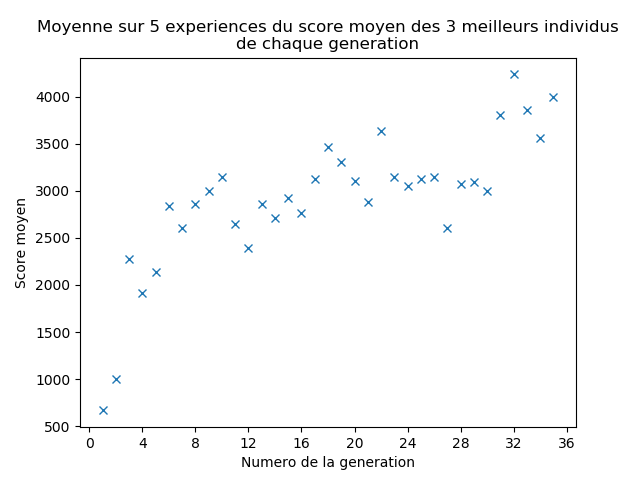 Moyenne sur 5 experiences du score moyen des 3 meilleurs individus
de chaque generation
4000
3500
3000
2500
2000
1500
1000
500
Score moyen
0 4 8 12 16 20 24 28 32 36
Numero de la generation